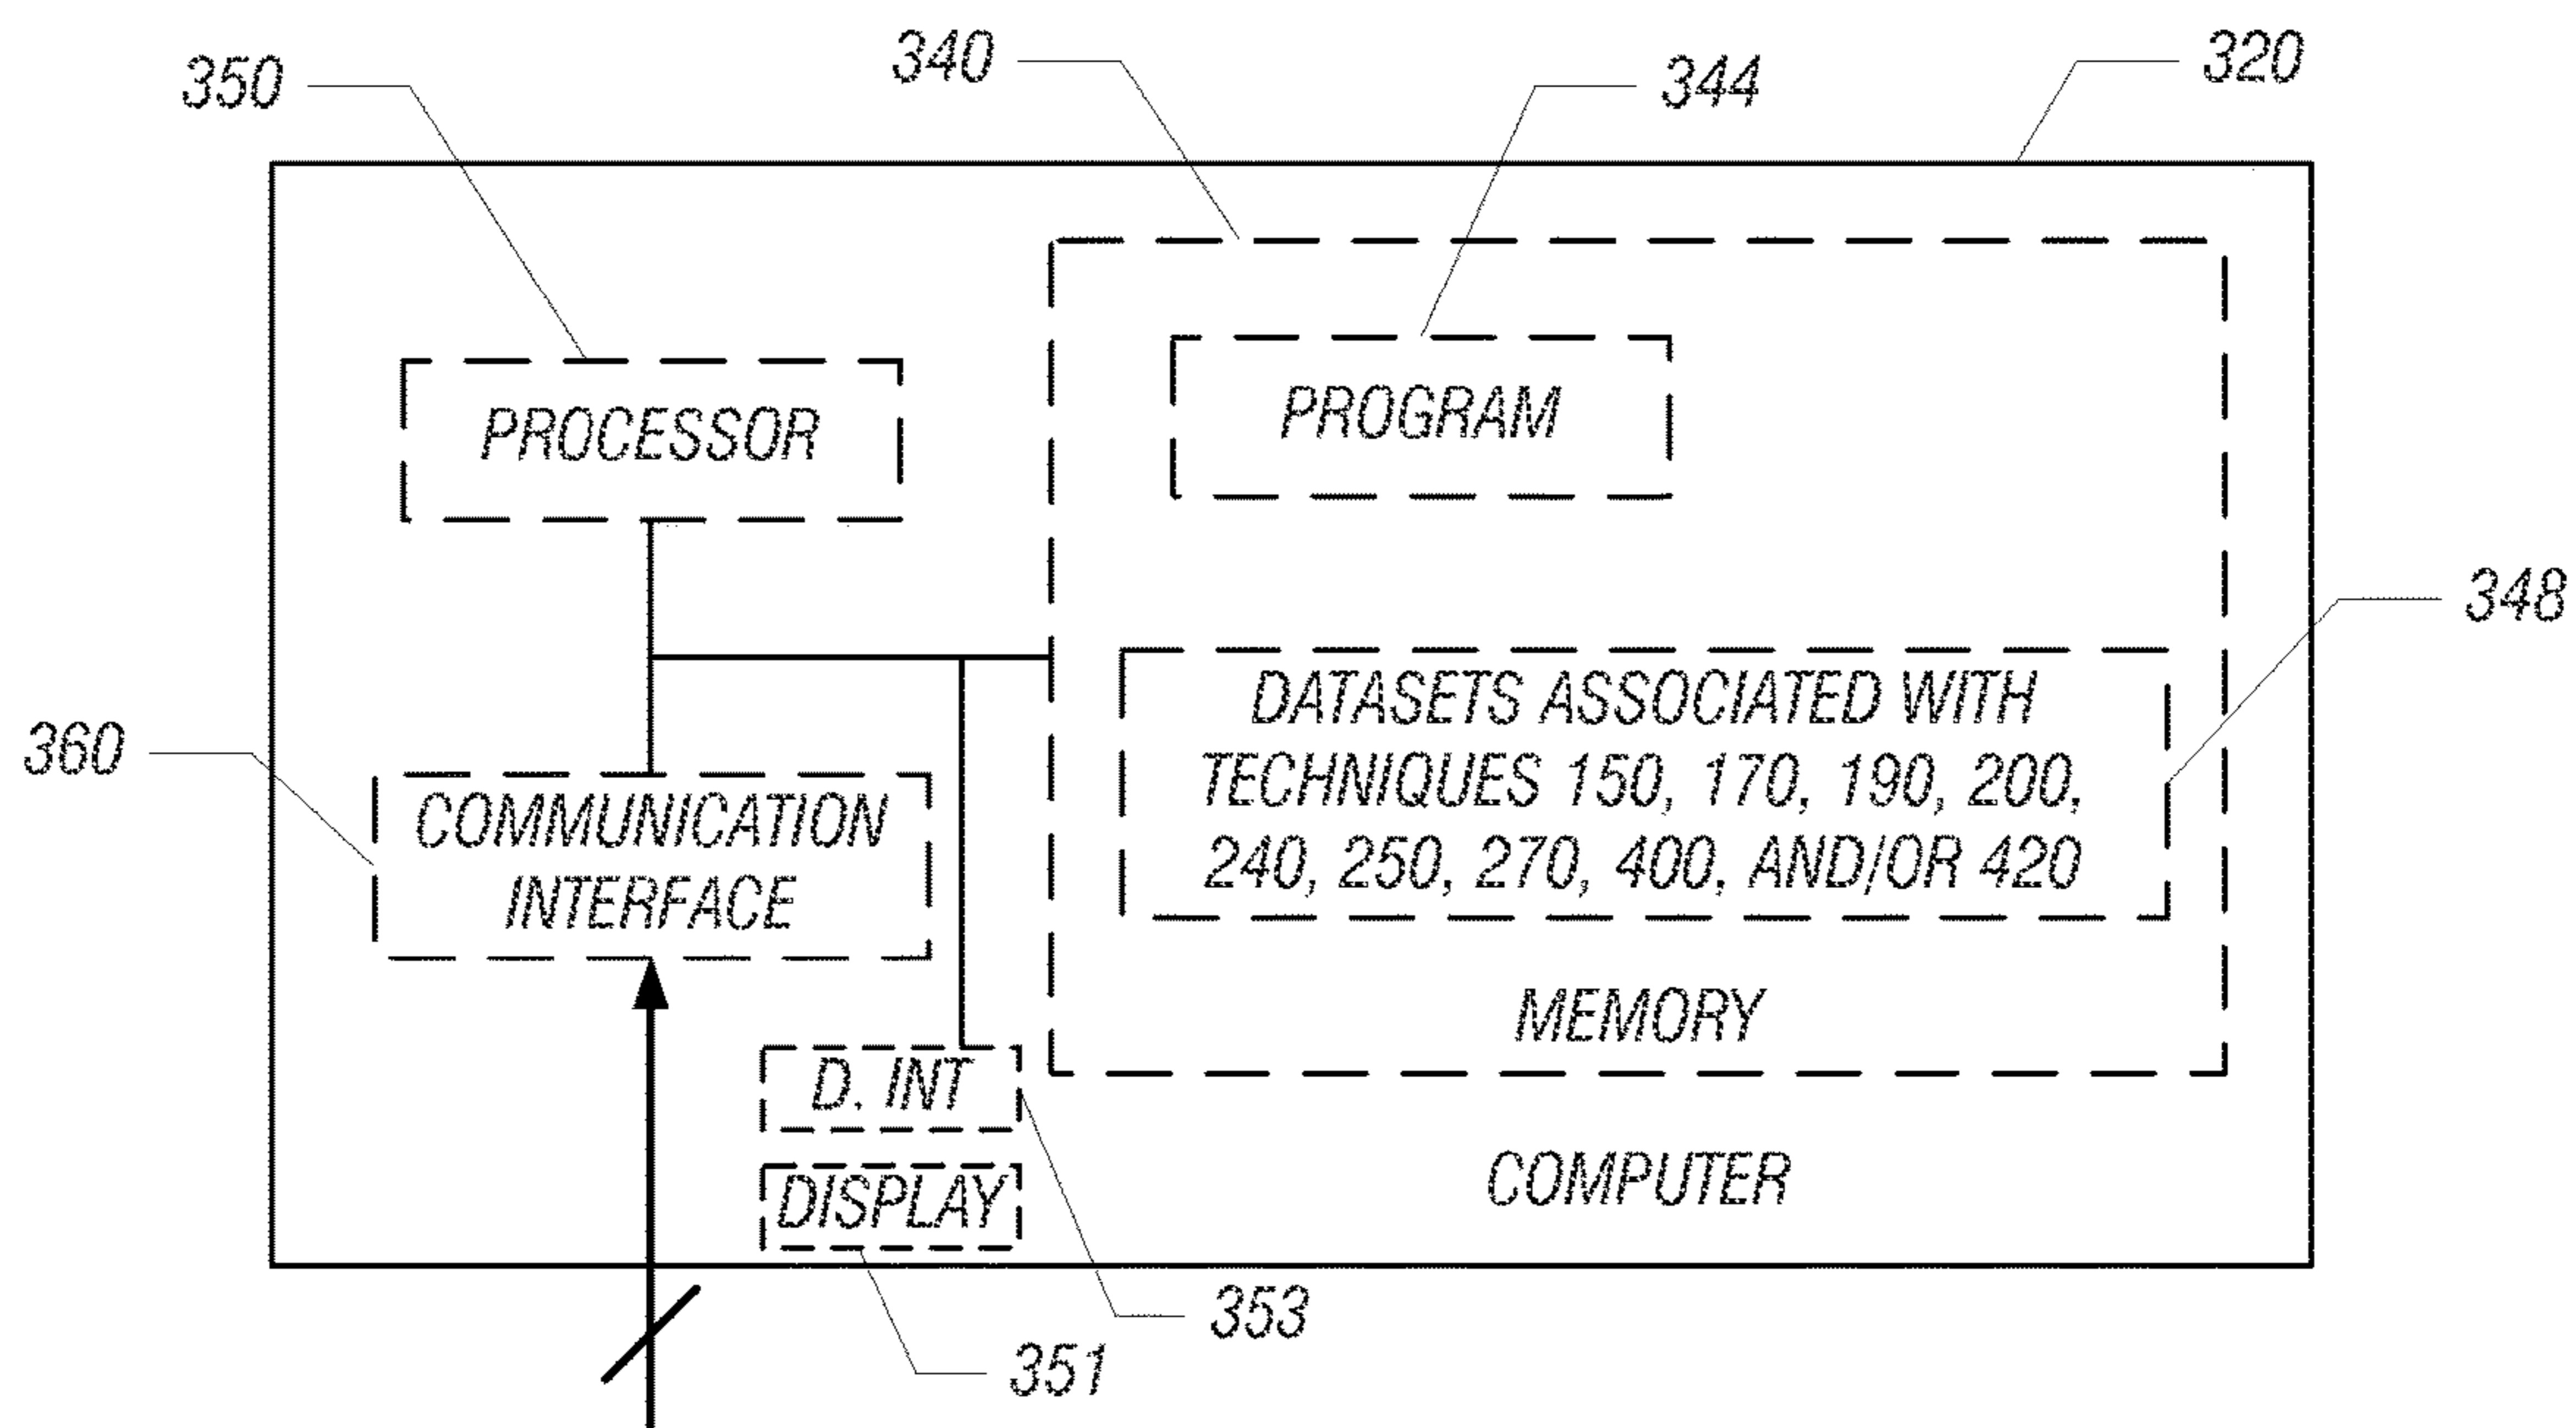 340
320
350
344
PROCESSOR
PROGRAM
348
DATASETS ASSOCIATED WITH
TECHNIQUES 150, 170, 190, 200,
240, 250, 270, 400, AND/OR 420
360
COMMUNICATION
INTERFACE
MEMORY
D. INT
DISPLAY
COMPUTER
353
351